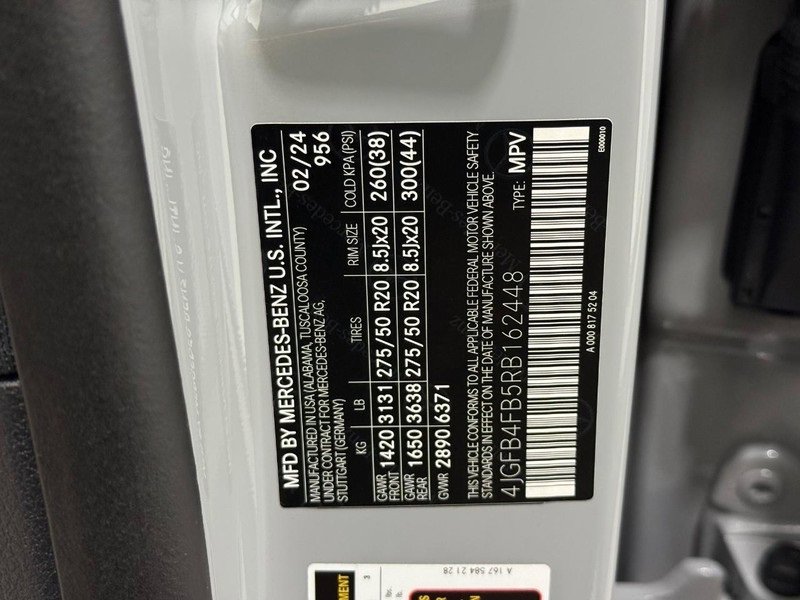 MFD BY MERCEDES-BENZ U.S. INTL., INC
MANUFACTURED IN USA (ALABAMA, TUSCALOOSA COUNTY)
UNDER CONTRACT FOR MERCEDES-BENZ AG,
STUTTGART (GERMANY)
02/24
956
KG LB TIRES RIM SIZE COLD KPA (PSI)
GAWR FRONT 1420 3131 275/50 R20 8.5Jx20 260(38)
GAWR REAR 1650 3638 275/50 R20 8.5Jx20 300(44)
GVWR 2890 6371
THIS VEHICLE CONFORMS TO ALL APPLICABLE FEDERAL MOTOR VEHICLE SAFETY
STANDARDS IN EFFECT ON THE DATE OF MANUFACTURE SHOWN ABOVE.
4JGFB4FB5RB162448 TYPE: MPV
A 000 817 52 04
E000010
A 167 584 21 28
3